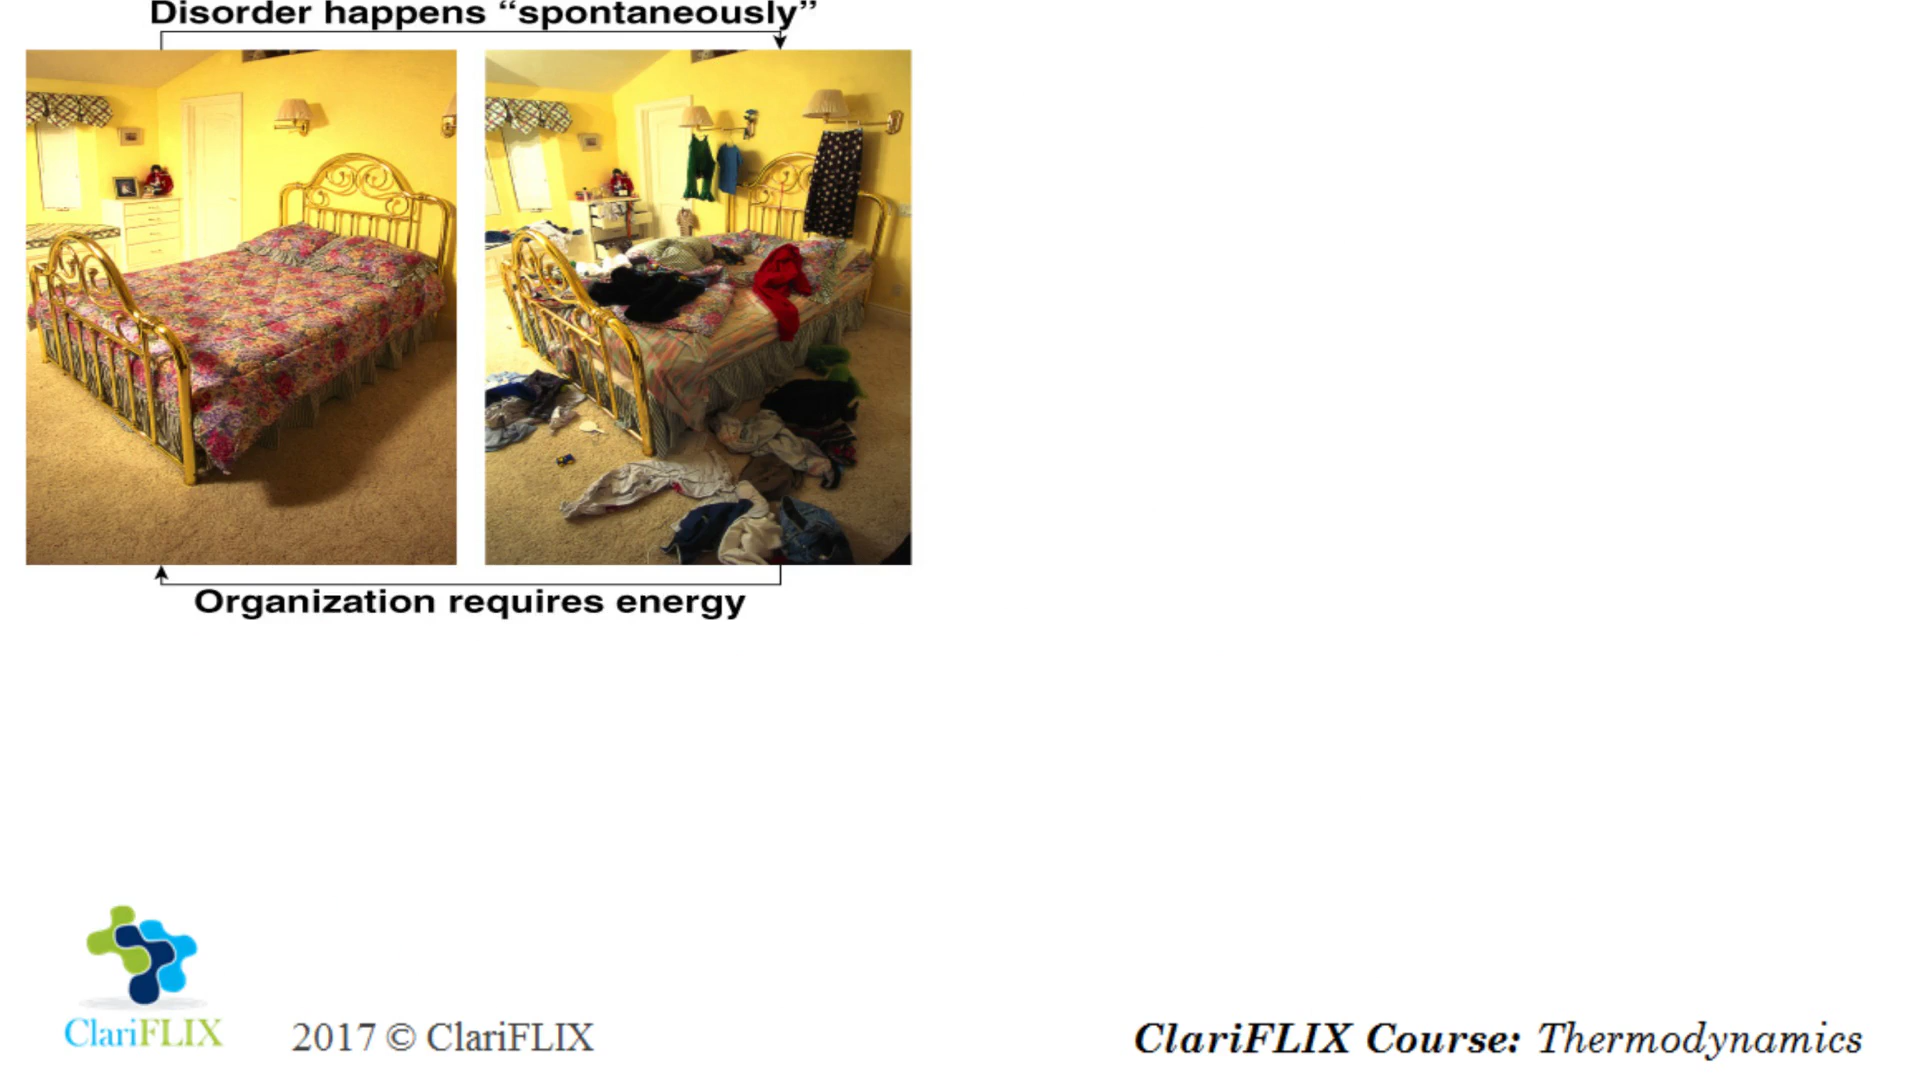 Disorder happens “spontaneously”
Organization requires energy
ClariFLIX
2017 © ClariFLIX
ClariFLIX Course: Thermodynamics